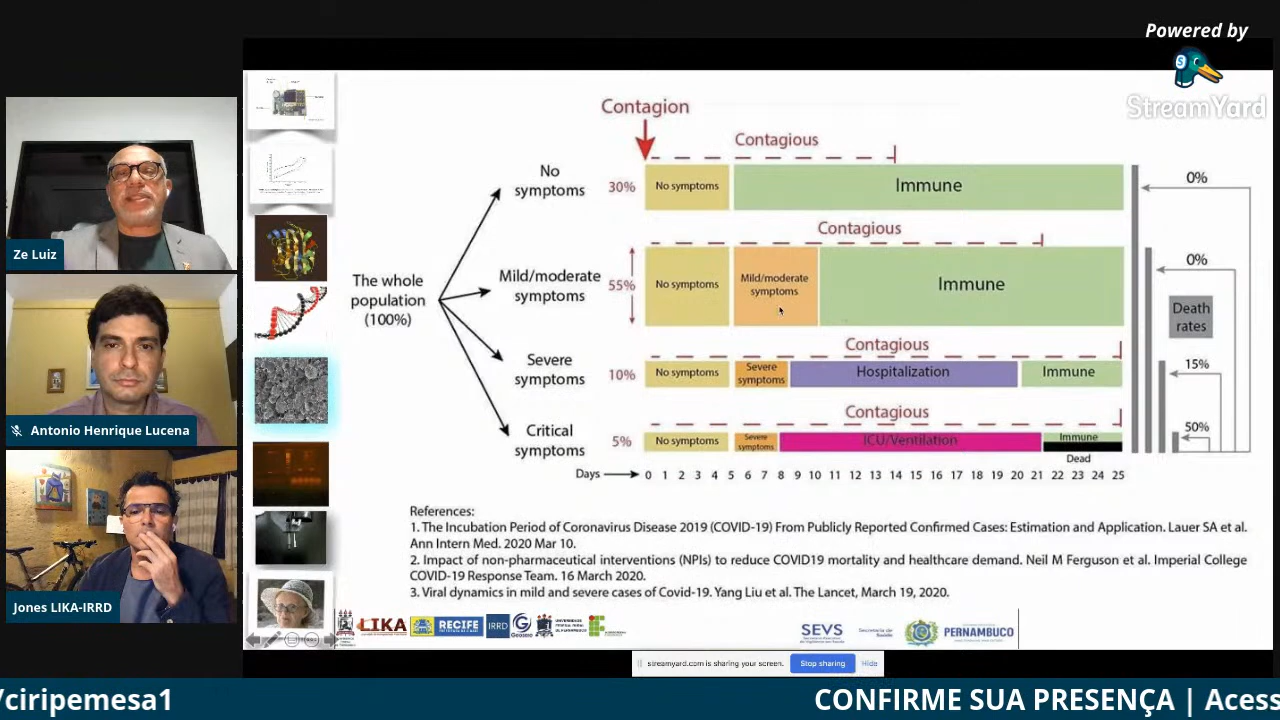 Powered by
StreamYard
Contagion
Contagious
No
symptoms
30%
No symptoms
Immune
0%
Contagious
The whole
population
(100%)
Mild/moderate
symptoms
55%
No symptoms
Mild/moderate
symptoms
Immune
0%
Death
rates
Contagious
Severe
symptoms
10%
No symptoms
Severe
symptoms
Hospitalization
Immune
15%
Contagious
Critical
symptoms
5%
No symptoms
Severe
symptoms
ICU/Ventilation
Immune
Dead
50%
Days 0 1 2 3 4 5 6 7 8 9 10 11 12 13 14 15 16 17 18 19 20 21 22 23 24 25
References:
1. The Incubation Period of Coronavirus Disease 2019 (COVID-19) From Publicly Reported Confirmed Cases: Estimation and Application. Lauer SA et al.
Ann Intern Med. 2020 Mar 10.
2. Impact of non-pharmaceutical interventions (NPIs) to reduce COVID19 mortality and healthcare demand. Neil M Ferguson et al. Imperial College
COVID-19 Response Team. 16 March 2020.
3. Viral dynamics in mild and severe cases of Covid-19. Yang Liu et al. The Lancet, March 19, 2020.
LIKA
RECIFE
IRRD
SEVS
Secretaria de
Saúde
PERNAMBUCO
Ze Luiz
Antonio Henrique Lucena
Jones LIKA-IRRD
streamyard.com is sharing your screen.
Stop sharing
Hide
/ciripemesa1
CONFIRME SUA PRESENÇA | Acess